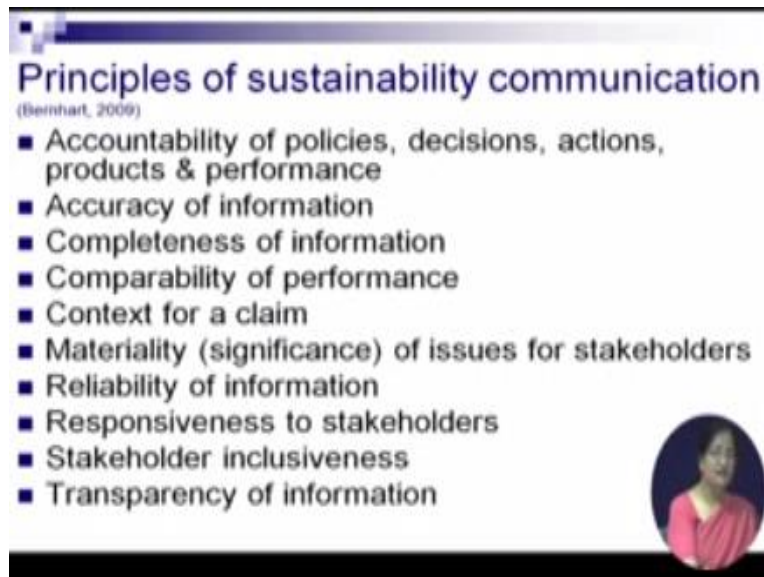 Principles of sustainability communication
(Bernhart, 2009)
Accountability of policies, decisions, actions,
products & performance
Accuracy of information
Completeness of information
Comparability of performance
Context for a claim
Materiality (significance) of issues for stakeholders
Reliability of information
Responsiveness to stakeholders
Stakeholder inclusiveness
Transparency of information